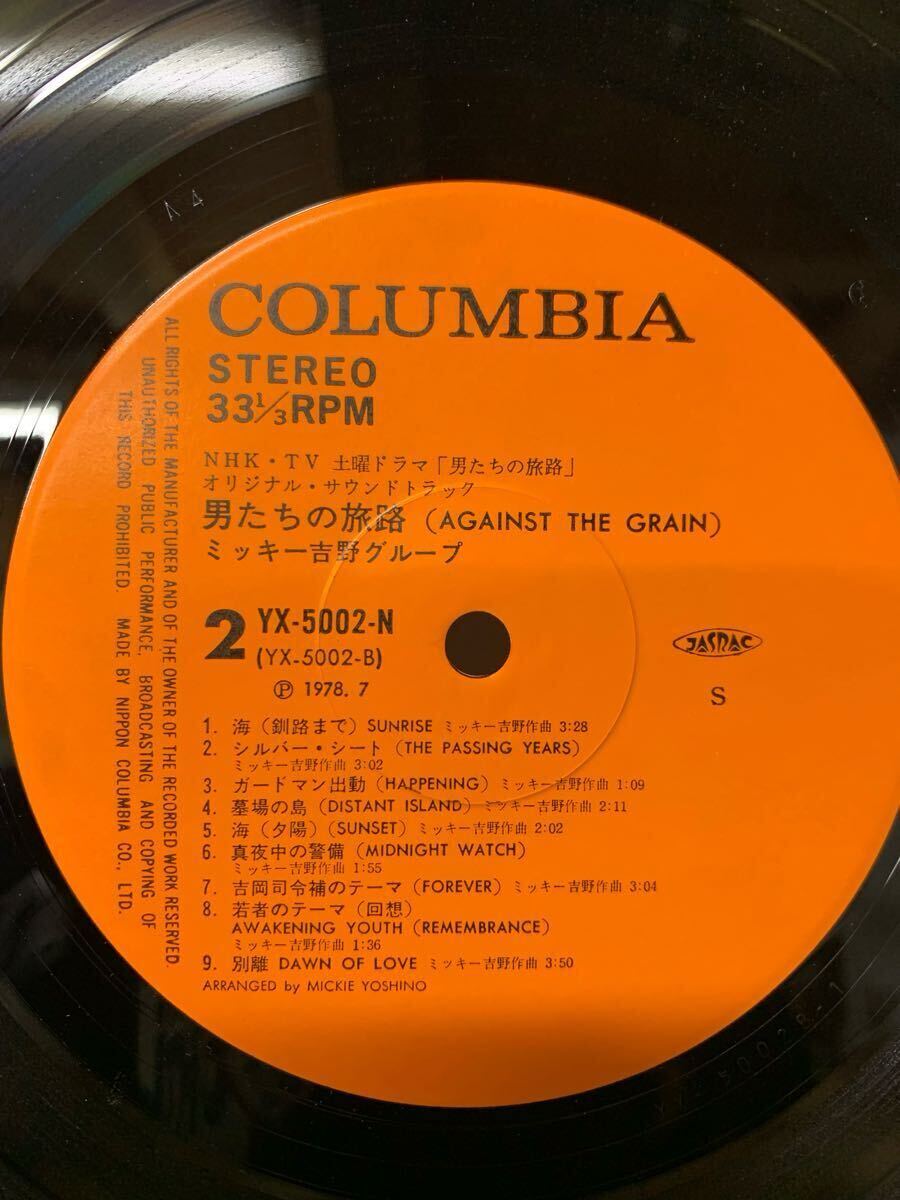 A 4
COLUMBIA
STEREO
33 1/3 RPM
NHK・TV 土曜ドラマ「男たちの旅路」
オリジナル・サウンドトラック
男たちの旅路 (AGAINST THE GRAIN)
ミッキー吉野グループ
2 YX-5002-N
(YX-5002-B)
Ⓟ 1978. 7
JASRAC
S
1. 海(釧路まで) SUNRISE ミッキー吉野作曲 3:28
2. シルバー・シート (THE PASSING YEARS)
ミッキー吉野作曲 3:02
3. ガードマン出動 (HAPPENING) ミッキー吉野作曲 1:09
4. 墓場の島 (DISTANT ISLAND) ミッキー吉野作曲 2:11
5. 海(夕陽) (SUNSET) ミッキー吉野作曲 2:02
6. 真夜中の警備 (MIDNIGHT WATCH)
ミッキー吉野作曲 1:55
7. 吉岡司令補のテーマ (FOREVER) ミッキー吉野作曲 3:04
8. 若者のテーマ(回想)
AWAKENING YOUTH (REMEMBRANCE)
ミッキー吉野作曲 1:36
9. 別離 DAWN OF LOVE ミッキー吉野作曲 3:50
ARRANGED by MICKIE YOSHINO
ALL RIGHTS OF THE MANUFACTURER AND OF THE OWNER OF THE RECORDED WORK RESERVED.
UNAUTHORIZED PUBLIC PERFORMANCE, BROADCASTING AND COPYING OF
THIS RECORD PROHIBITED. MADE BY NIPPON COLUMBIA CO., LTD.